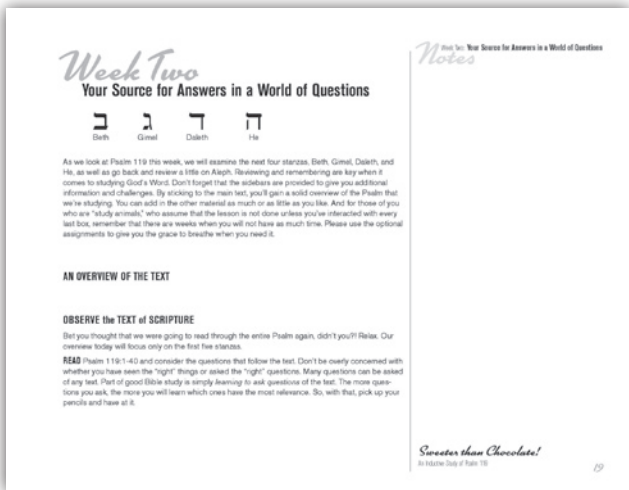 Week Two
Your Source for Answers in a World of Questions
ב ג ד ה
Beth Gimel Daleth He
As we look at Psalm 119 this week, we will examine the next four stanzas, Beth, Gimel, Daleth, and
He, as well as go back and review a little on Aleph. Reviewing and remembering are key when it
comes to studying God's Word. Don't forget that the sidebars are provided to give you additional
information and challenges. By sticking to the main text, you'll gain a solid overview of the Psalm that
we're studying. You can add in the other material as much or as little as you like. And for those of you
who are "study animals," who assume that the lesson is not done unless you've interacted with every
last box, remember that there are weeks when you will not have as much time. Please use the optional
assignments to give you the grace to breathe when you need it.
AN OVERVIEW OF THE TEXT
OBSERVE the TEXT of SCRIPTURE
Bet you thought that we were going to read through the entire Psalm again, didn't you?! Relax. Our
overview today will focus only on the first five stanzas.
READ Psalm 119:1-40 and consider the questions that follow the text. Don't be overly concerned with
whether you have seen the "right" things or asked the "right" questions. Many questions can be asked
of any text. Part of good Bible study is simply learning to ask questions of the text. The more ques-
tions you ask, the more you will learn which ones have the most relevance. So, with that, pick up your
pencils and have at it.
Week Two: Your Source for Answers in a World of Questions
Notes
Sweeter than Chocolate!
An Inductive Study of Psalm 119
19